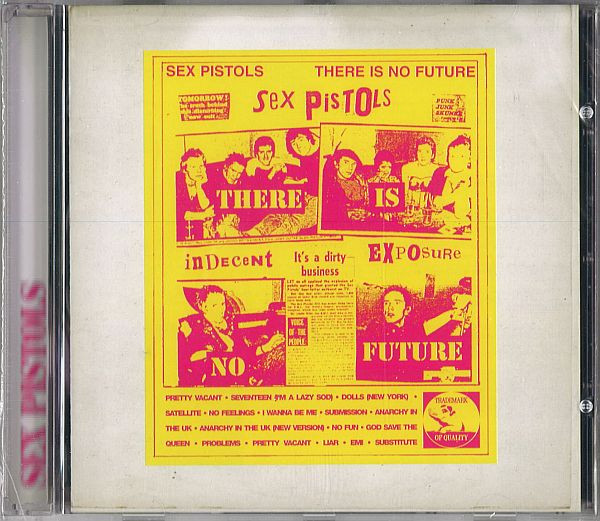 SEX PISTOLS
THERE IS NO FUTURE
Sex PiSTOLs
TOMORROW!
PUNK
JUNK
THERE
IS
inDecent
It's a dirty
business
EXPOsure
VOICE
OF THE
PEOPLE
NO
FUTURE
PRETTY VACANT • SEVENTEEN (I'M A LAZY SOD) • DOLLS (NEW YORK) •
SATELLITE • NO FEELINGS • I WANNA BE ME • SUBMISSION • ANARCHY IN
THE UK • ANARCHY IN THE UK (NEW VERSION) • NO FUN • GOD SAVE THE
QUEEN • PROBLEMS • PRETTY VACANT • LIAR • EMI • SUBSTITUTE
TRADEMARK
OF QUALITY
SEX PISTOLS